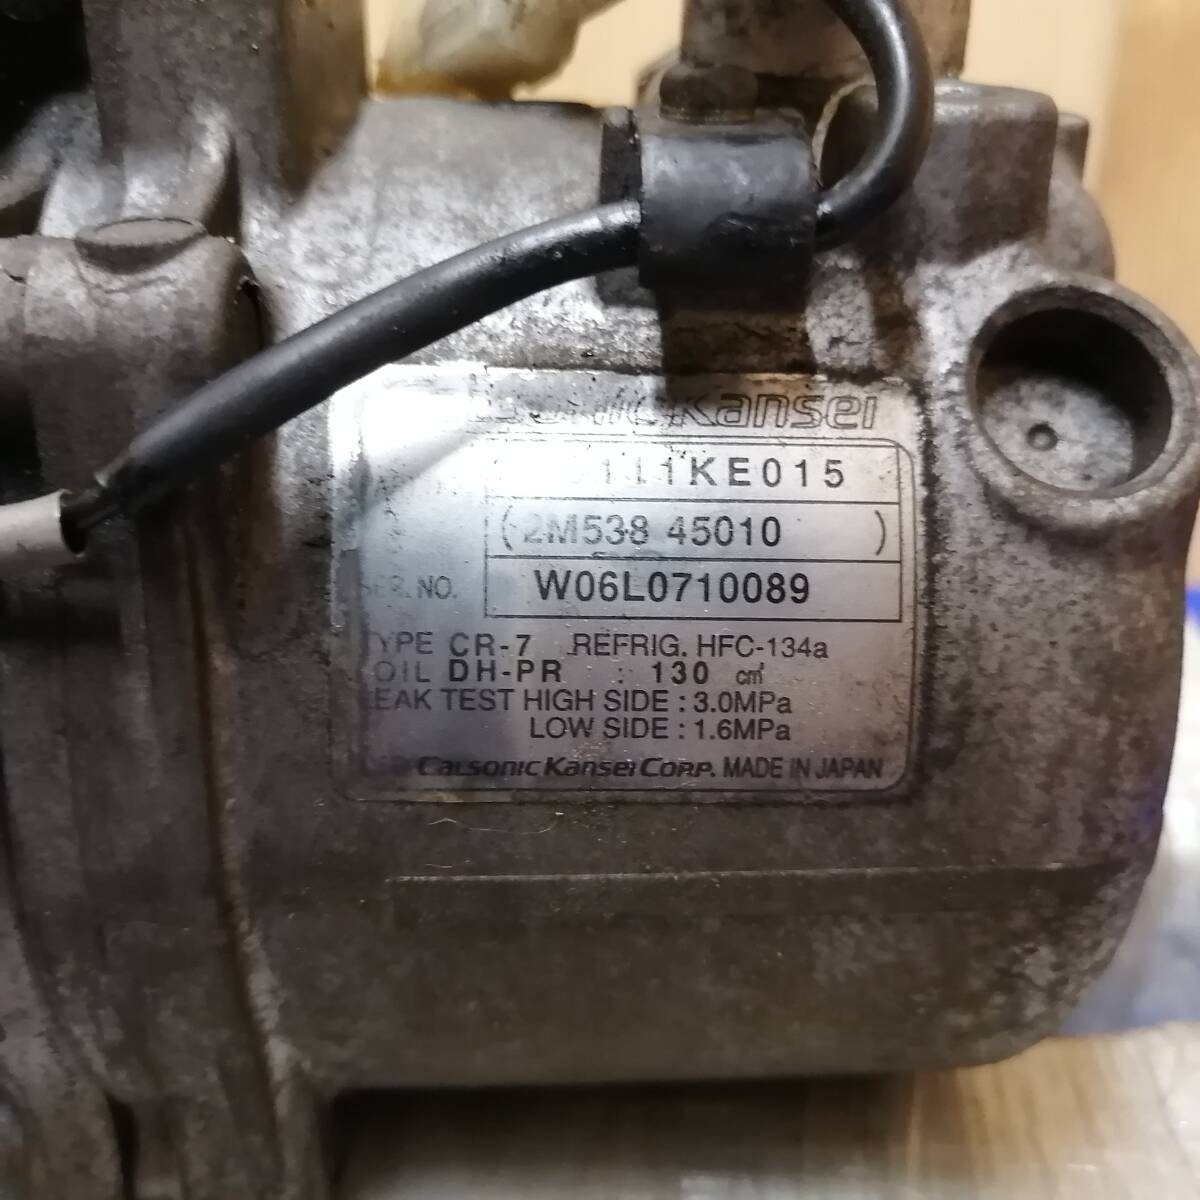 CalsonicKansei
111KE015
(2M538 45010 )
SER. NO. W06L0710089
TYPE CR-7 REFRIG. HFC-134a
OIL DH-PR : 130 cm³
LEAK TEST HIGH SIDE : 3.0MPa
LOW SIDE : 1.6MPa
CALSONIC KANSEI CORP. MADE IN JAPAN